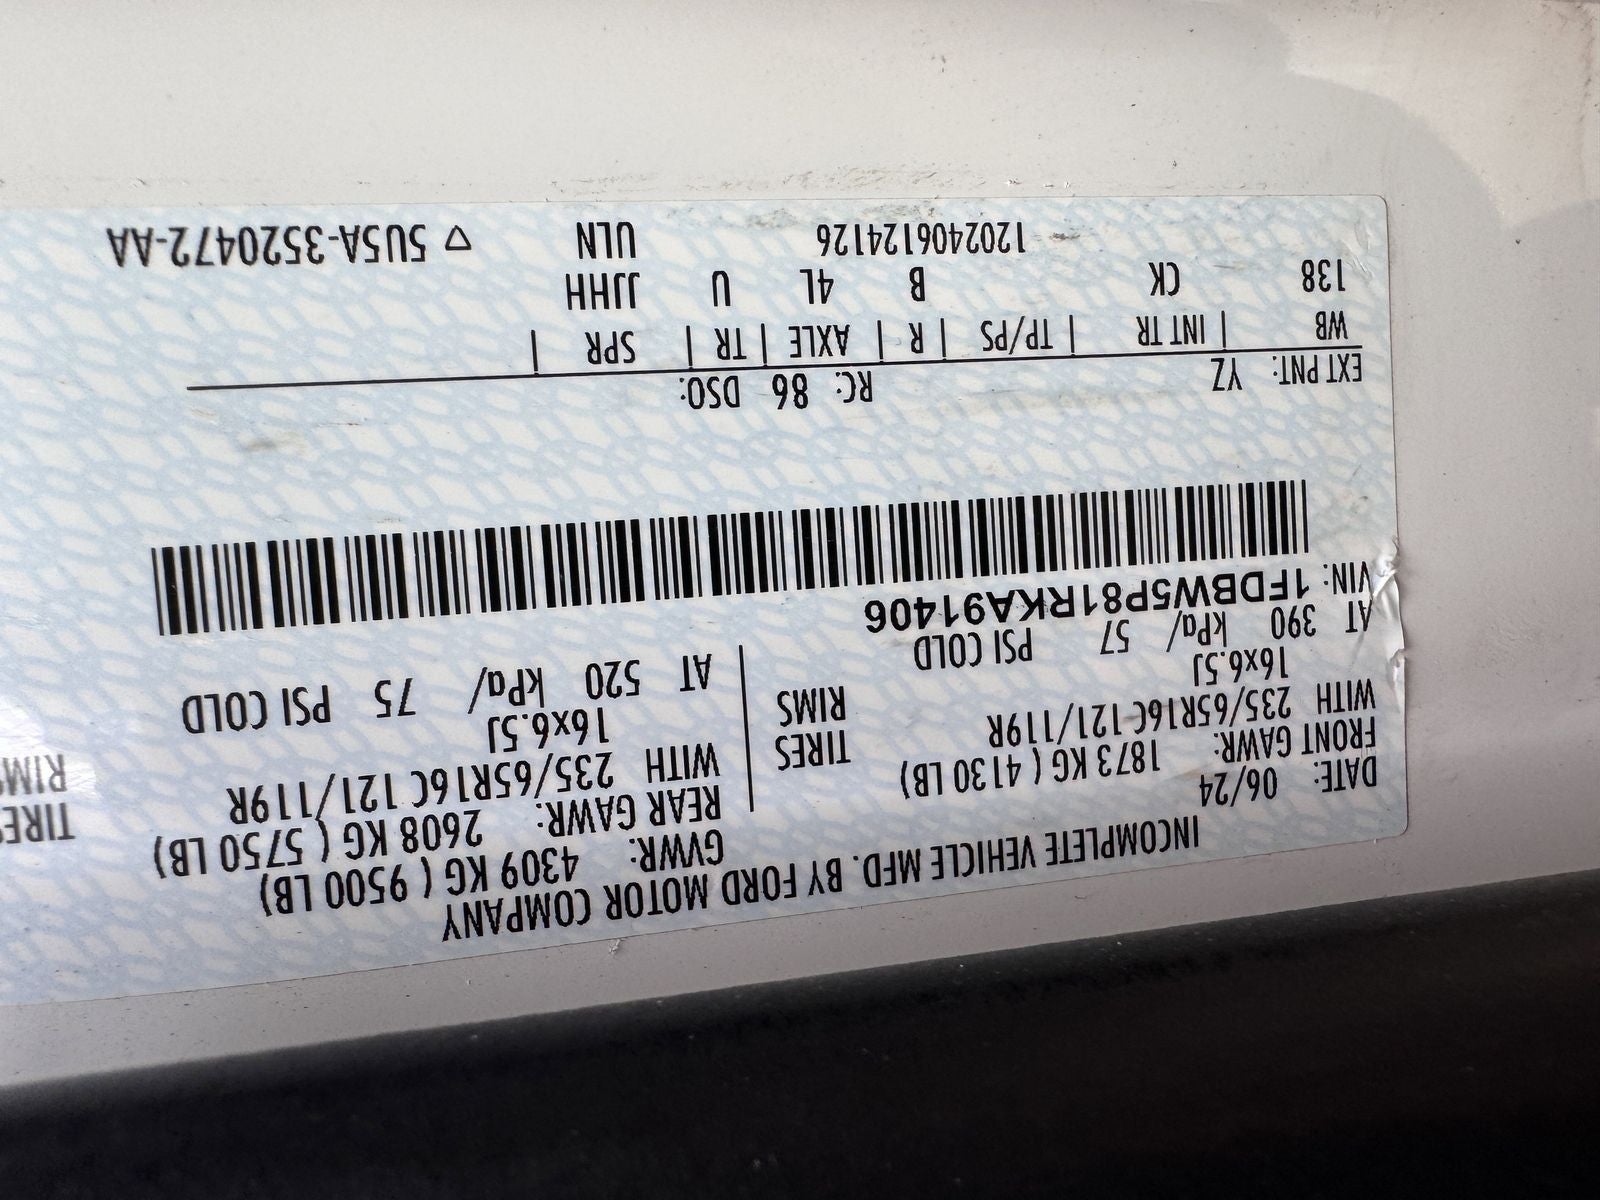 INCOMPLETE VEHICLE MFD. BY FORD MOTOR COMPANY
DATE: 06/24 GVWR: 4309 KG ( 9500 LB)
FRONT GAWR: 1873 KG ( 4130 LB) REAR GAWR: 2608 KG ( 5750 LB)
WITH 235/65R16C 121/119R TIRES WITH 235/65R16C 121/119R TIRES
16x6.5J RIMS 16x6.5J RIMS
AT 390 kPa/ 57 PSI COLD AT 520 kPa/ 75 PSI COLD
VIN: 1FDBW5P81RKA91406
EXT PNT: YZ RC: 86 DSO:
WB | INT TR | TP/PS | R | AXLE | TR | SPR |
138 CK B 4L U JJHH
1202406124126 ULN ▽ 5U5A-3520472-AA